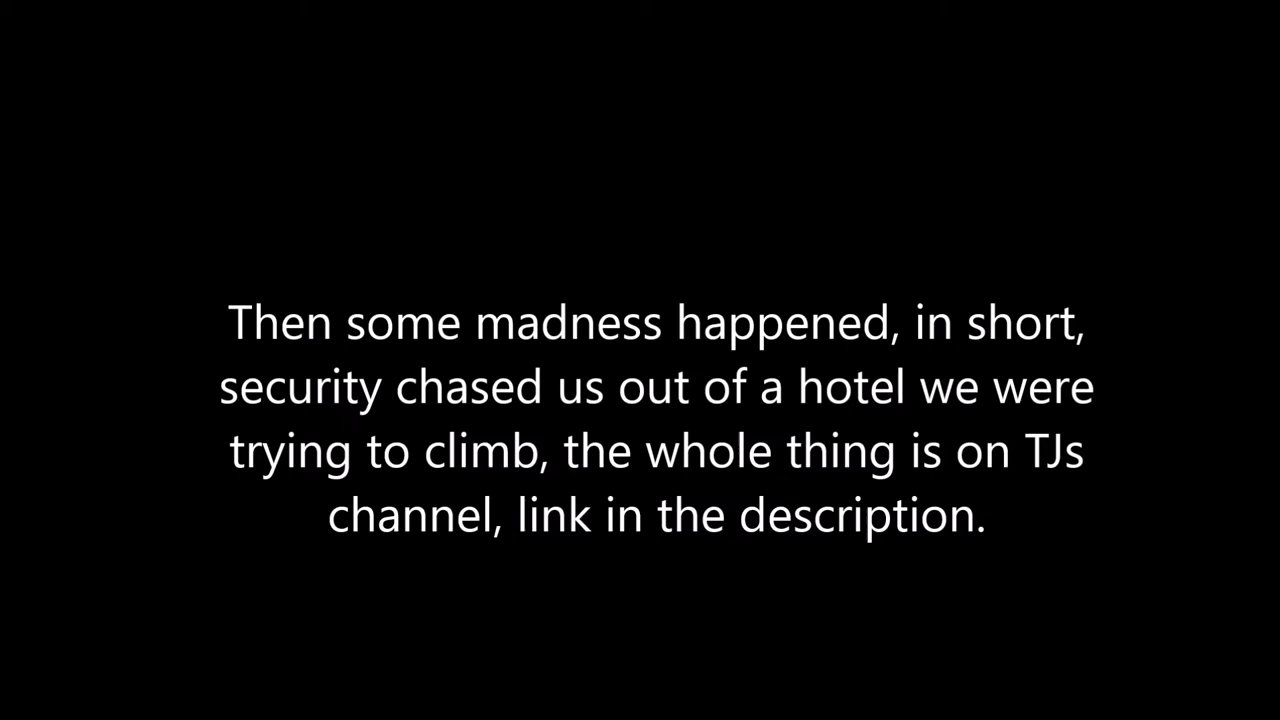 Then some madness happened, in short,
security chased us out of a hotel we were
trying to climb, the whole thing is on TJs
channel, link in the description.